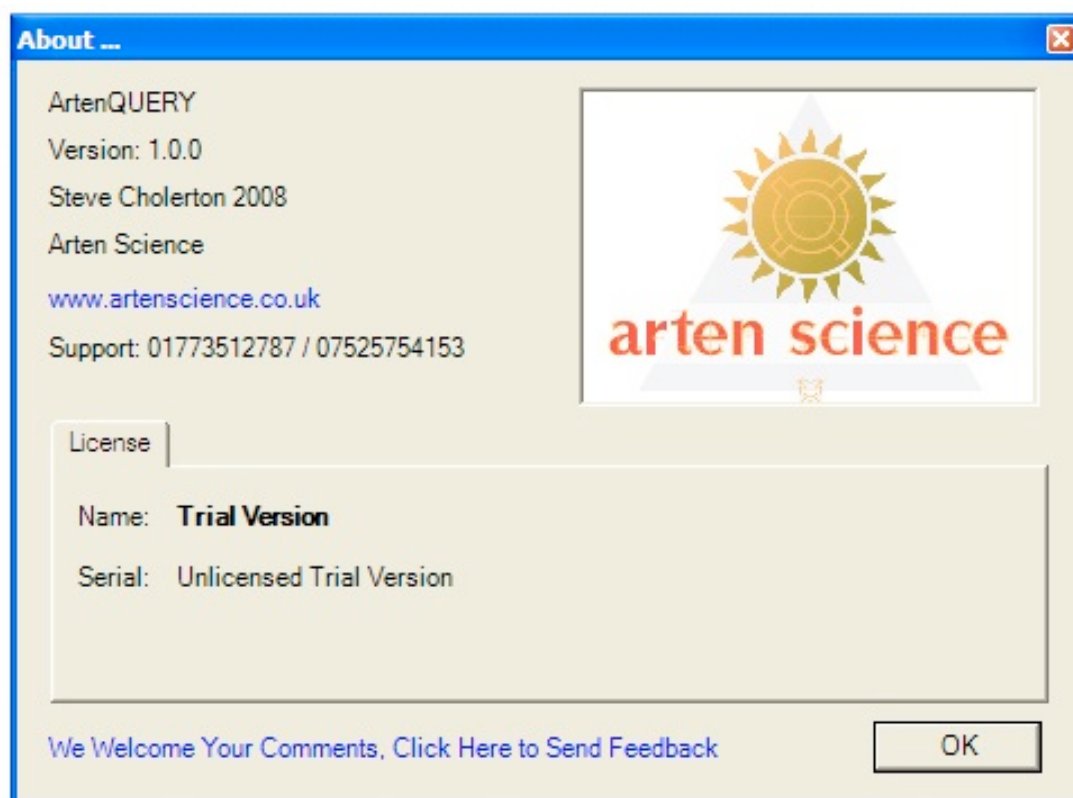 About ...
ArtenQUERY
Version: 1.0.0
Steve Cholerton 2008
Arten Science
www.artenscience.co.uk
Support: 01773512787 / 07525754153
arten science
License
Name: Trial Version
Serial: Unlicensed Trial Version
We Welcome Your Comments, Click Here to Send Feedback
OK